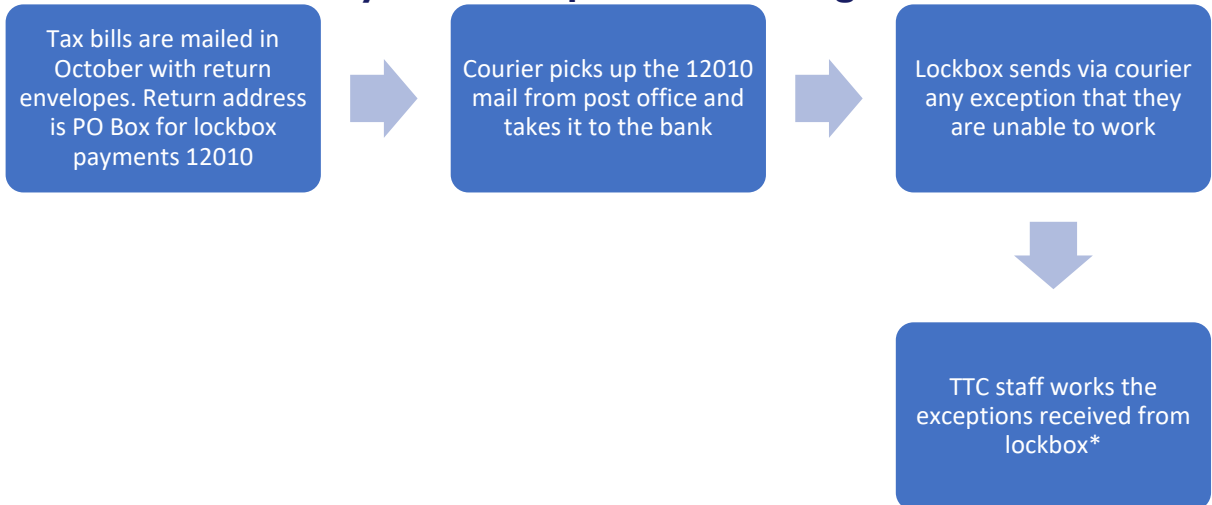 Tax bills are mailed in
October with return
envelopes. Return address
is PO Box for lockbox
payments 12010
Courier picks up the 12010
mail from post office and
takes it to the bank
Lockbox sends via courier
any exception that they
are unable to work
TTC staff works the
exceptions received from
lockbox*